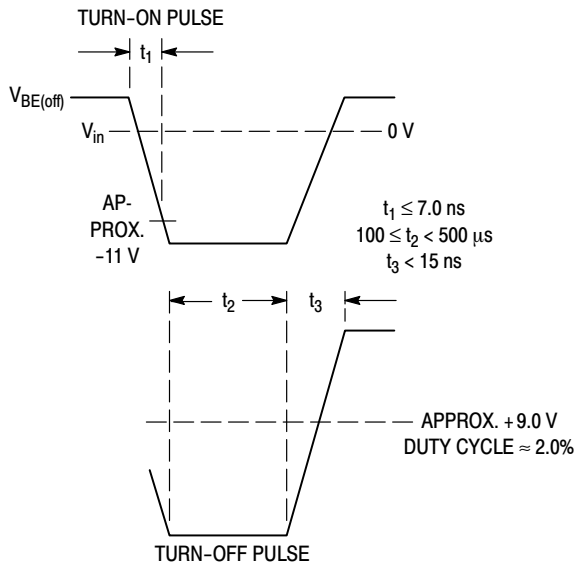 TURN-ON PULSE
t1
VBE(off)
Vin
0 V
AP-
PROX.
-11 V
t1 ≤ 7.0 ns
100 ≤ t2 < 500 μs
t3 < 15 ns
t2
t3
APPROX. +9.0 V
DUTY CYCLE ≈ 2.0%
TURN-OFF PULSE